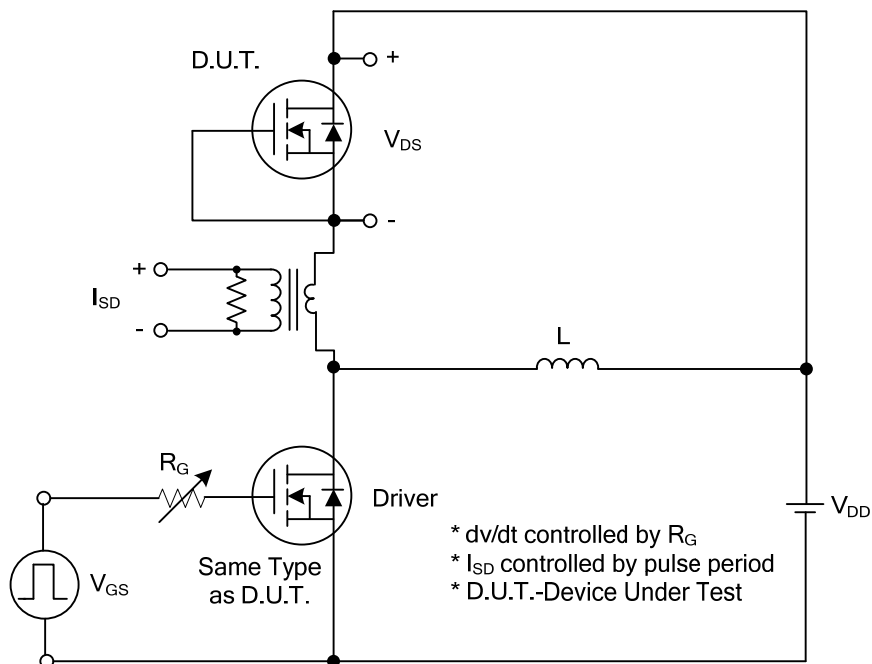 D.U.T.
+
VDS
-
+
ISD
-
L
RG
Driver
VDD
VGS
Same Type
as D.U.T.
* dv/dt controlled by RG
* ISD controlled by pulse period
* D.U.T.-Device Under Test